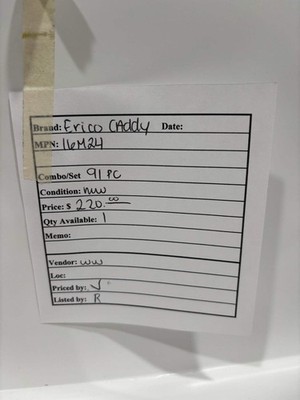 Brand: Erico CAddy Date:
MPN: 16M24
Combo/Set 91 PC
Condition: nuw
Price: $ 220.00
Qty Available: 1
Memo:
Vendor: ww
Loc:
Priced by: V
Listed by: R